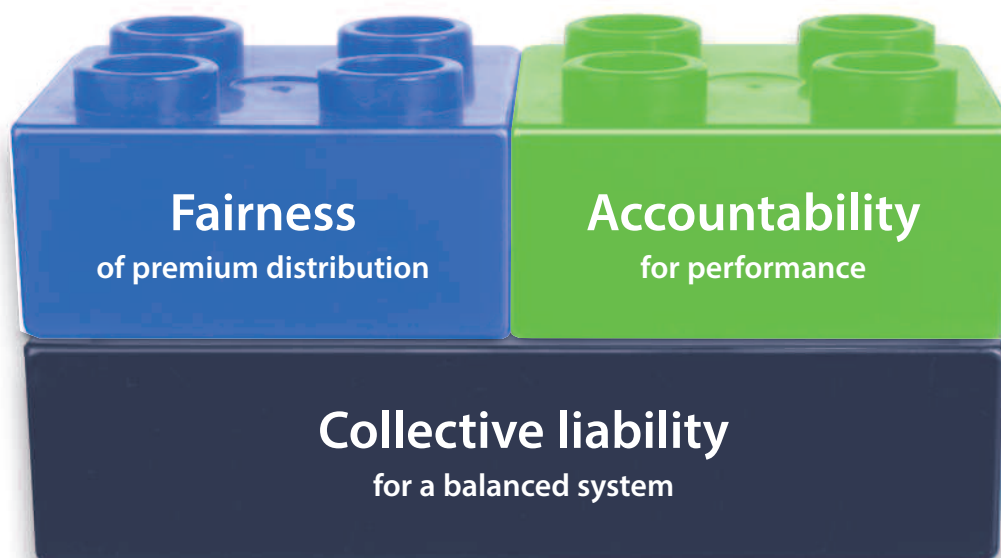 Fairness
of premium distribution
Accountability
for performance
Collective liability
for a balanced system